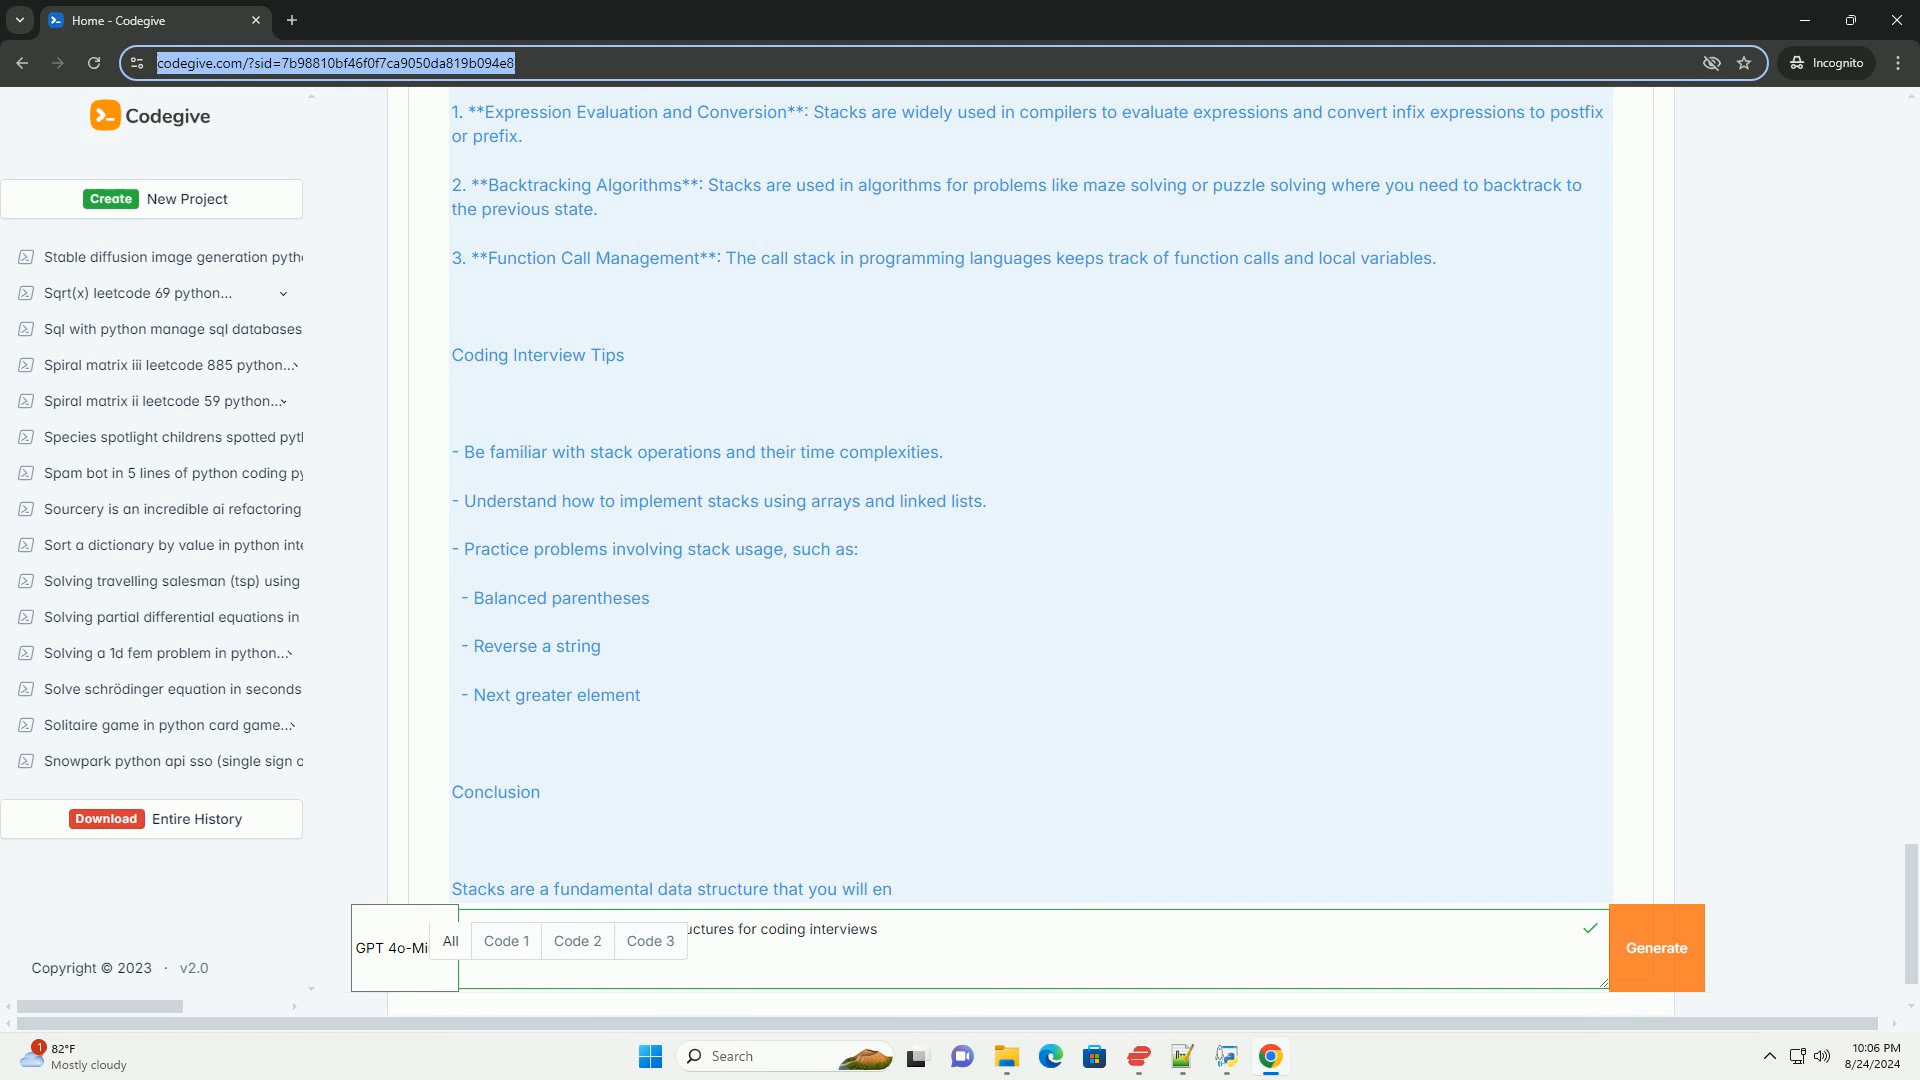 Home - Codegive
codegive.com/?sid=7b98810bf46f0f7ca9050da819b094e8
Incognito
Codegive
Create New Project
Stable diffusion image generation pyth
Sqrt(x) leetcode 69 python...
Sql with python manage sql databases
Spiral matrix iii leetcode 885 python...
Spiral matrix ii leetcode 59 python...
Species spotlight childrens spotted pyt
Spam bot in 5 lines of python coding py
Sourcery is an incredible ai refactoring
Sort a dictionary by value in python inte
Solving travelling salesman (tsp) using
Solving partial differential equations in
Solving a 1d fem problem in python...
Solve schrödinger equation in seconds
Solitaire game in python card game...
Snowpark python api sso (single sign o
Download Entire History
Copyright © 2023 · v2.0
1. **Expression Evaluation and Conversion**: Stacks are widely used in compilers to evaluate expressions and convert infix expressions to postfix
or prefix.
2. **Backtracking Algorithms**: Stacks are used in algorithms for problems like maze solving or puzzle solving where you need to backtrack to
the previous state.
3. **Function Call Management**: The call stack in programming languages keeps track of function calls and local variables.
Coding Interview Tips
- Be familiar with stack operations and their time complexities.
- Understand how to implement stacks using arrays and linked lists.
- Practice problems involving stack usage, such as:
- Balanced parentheses
- Reverse a string
- Next greater element
Conclusion
Stacks are a fundamental data structure that you will en
GPT 4o-Mi
All Code 1 Code 2 Code 3
uctures for coding interviews
Generate
1
82°F
Mostly cloudy
Search
10:06 PM
8/24/2024